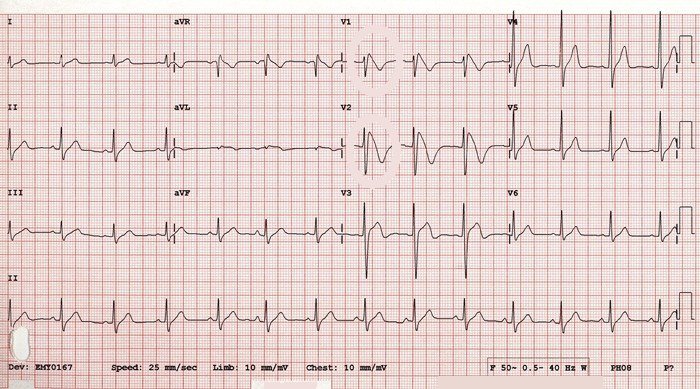 I aVR V1 V4
II aVL V2 V5
III aVF V3 V6
II
Dev: EMY0167 Speed: 25 mm/sec Limb: 10 mm/mV Chest: 10 mm/mV F 50~ 0.5- 40 Hz W PH08 P?